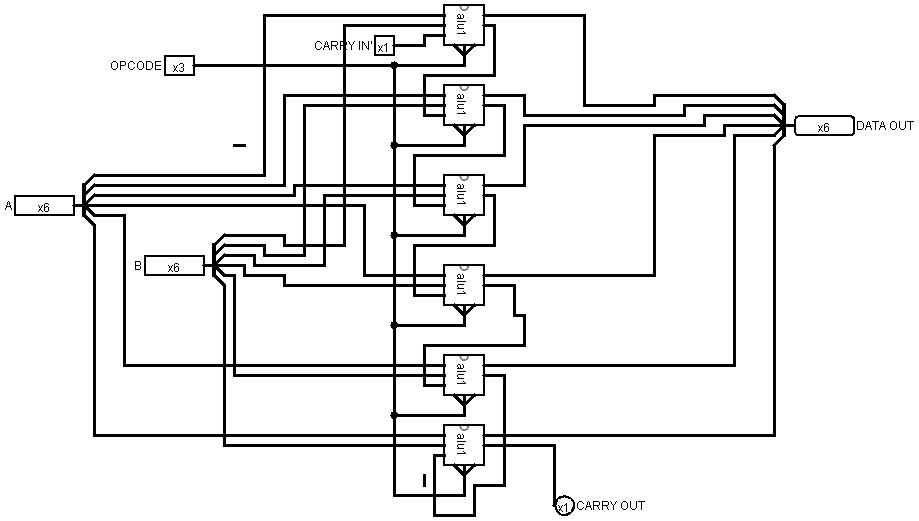 alu1
CARRY IN'
x1
OPCODE
x3
alu1
x6
DATA OUT
alu1
A
x6
B
x6
alu1
alu1
alu1
x1
CARRY OUT